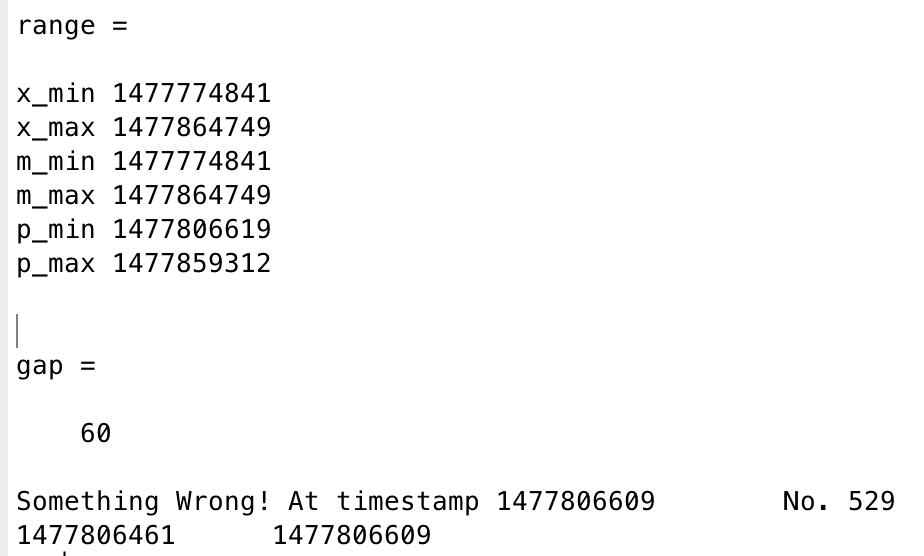 range =
x_min 1477774841
x_max 1477864749
m_min 1477774841
m_max 1477864749
p_min 1477806619
p_max 1477859312
gap =
60
Something Wrong! At timestamp 1477806609 No. 529
1477806461 1477806609